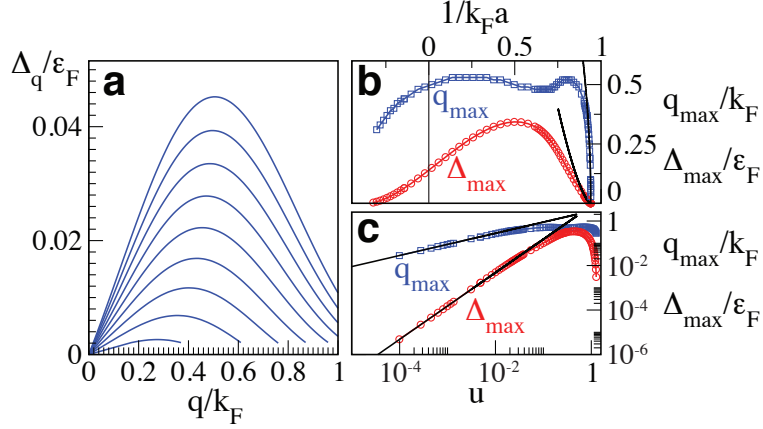 Δq/εF
a
0.04
0.02
0
0 0.2 0.4 0.6 0.8 1
q/kF
1/kFa
0 0.5 1
b
qmax
Δmax
0.5
0.25
0
qmax/kF
Δmax/εF
c
qmax
Δmax
1
10-2
10-4
10-6
qmax/kF
Δmax/εF
10-4 10-2 1
u